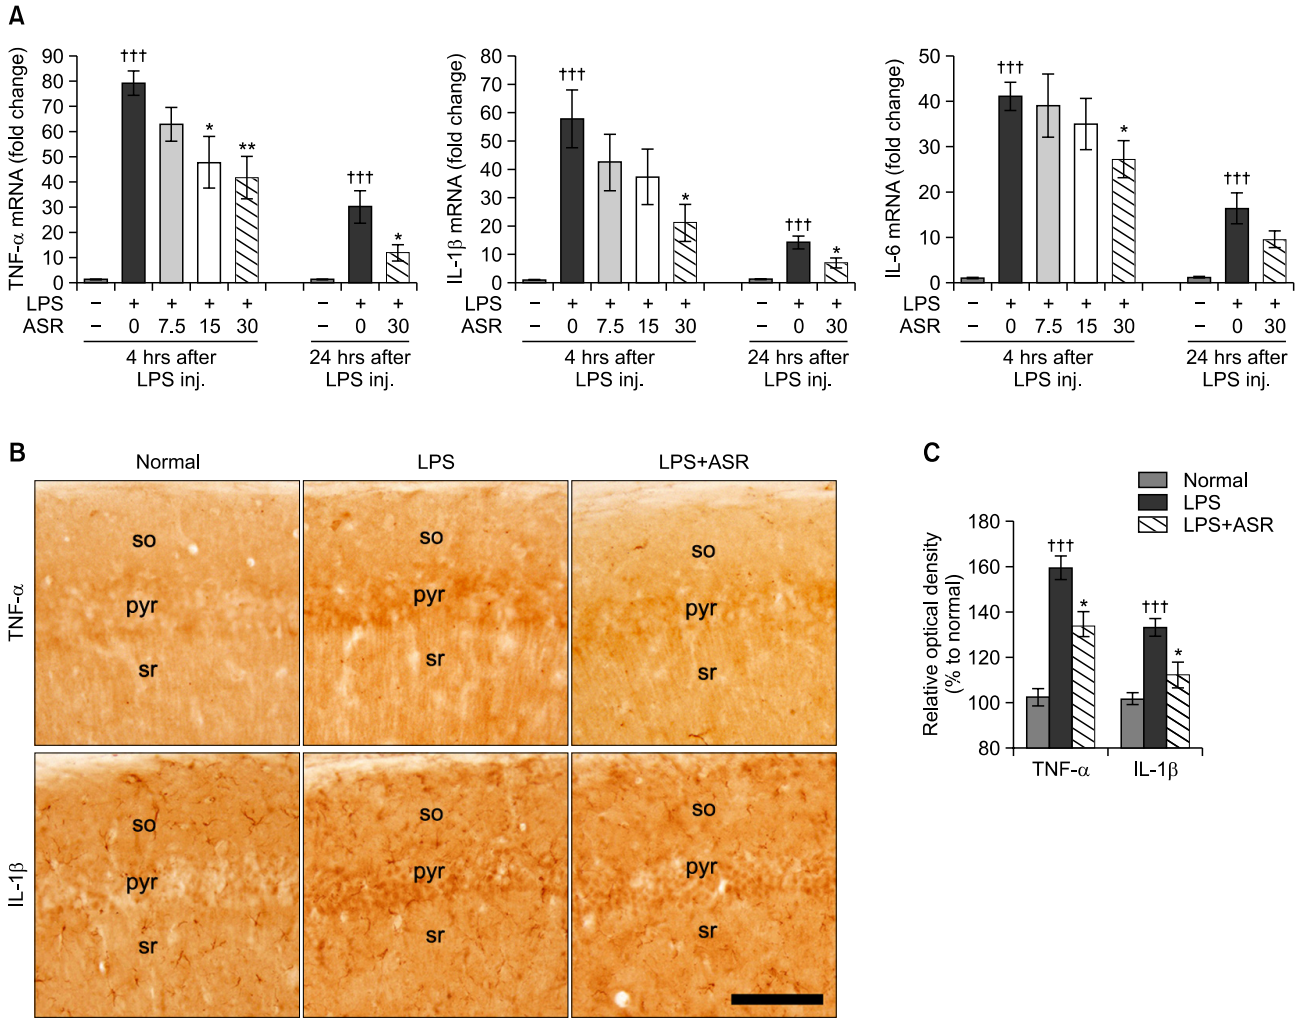 A
TNF-α mRNA (fold change)
90
80
70
60
50
40
30
20
10
0
†††
*
**
†††
*
LPS – + + + + – + +
ASR – 0 7.5 15 30 – 0 30
4 hrs after
LPS inj.
24 hrs after
LPS inj.
IL-1β mRNA (fold change)
80
70
60
50
40
30
20
10
0
†††
*
†††
*
– + + + + – + +
– 0 7.5 15 30 – 0 30
4 hrs after
LPS inj.
24 hrs after
LPS inj.
IL-6 mRNA (fold change)
50
40
30
20
10
0
†††
*
†††
– + + + + – + +
– 0 7.5 15 30 – 0 30
4 hrs after
LPS inj.
24 hrs after
LPS inj.
B
Normal LPS LPS+ASR
TNF-α
so so so
pyr pyr pyr
sr sr sr
IL-1β
so so so
pyr pyr pyr
sr sr sr
C
Normal
LPS
LPS+ASR
Relative optical density
(% to normal)
180
160
140
120
100
80
†††
*
†††
*
TNF-α IL-1β